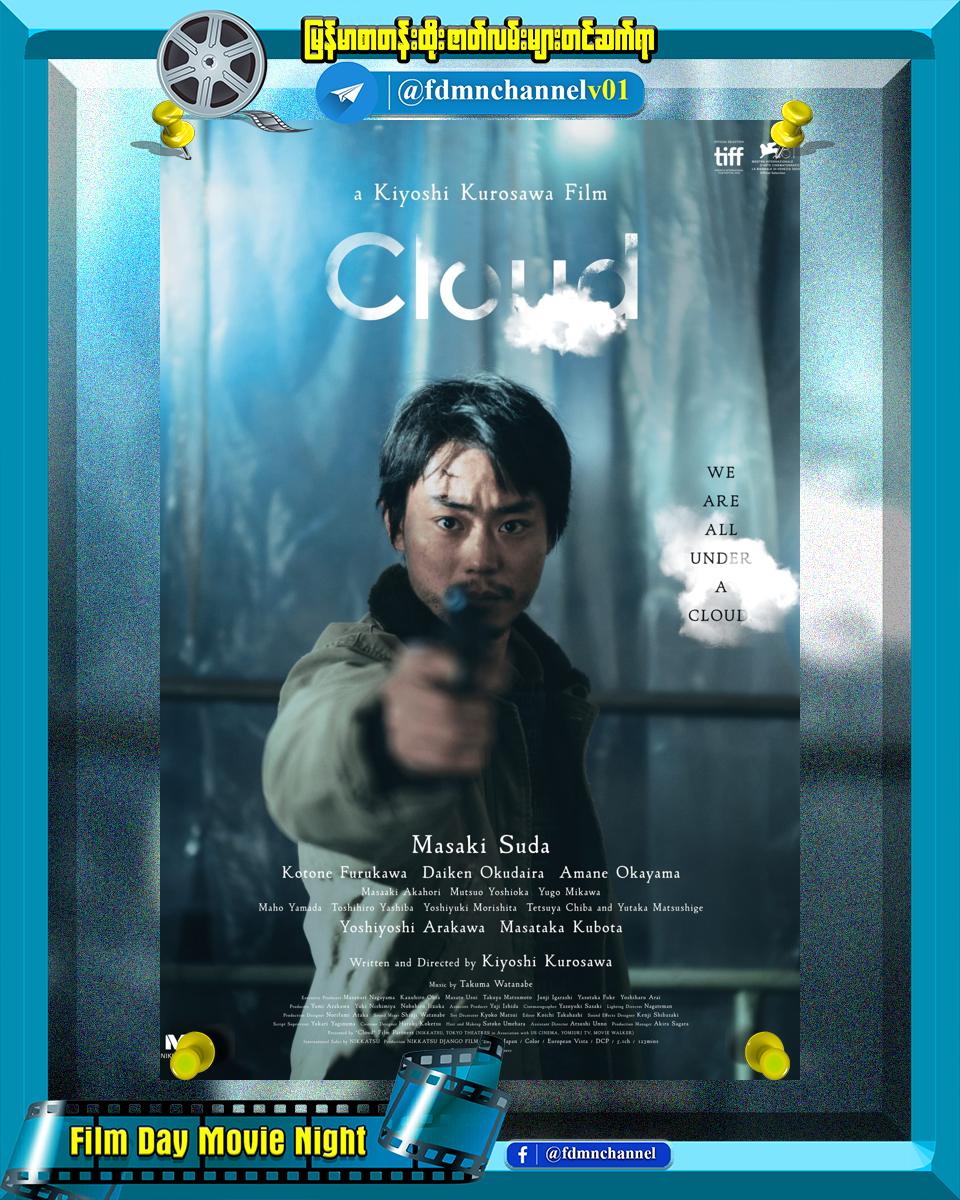 မြန်မာစာတန်းထိုးဇာတ်လမ်းများတင်ဆက်ရာ
@fdmnchannelv01
tiff
a Kiyoshi Kurosawa Film
Cloud
WE
ARE
ALL
UNDER
A
CLOUD
Masaki Suda
Kotone Furukawa Daiken Okudaira Amane Okayama
Masaaki Akahori Mutsuo Yoshioka Yugo Mikawa
Maho Yamada Toshihiro Yashiba Yoshiyuki Morishita Tetsuya Chiba and Yutaka Matsushige
Yoshiyoshi Arakawa Masataka Kubota
Written and Directed by Kiyoshi Kurosawa
Music by Takuma Watanabe
Film Day Movie Night
@fdmnchannel